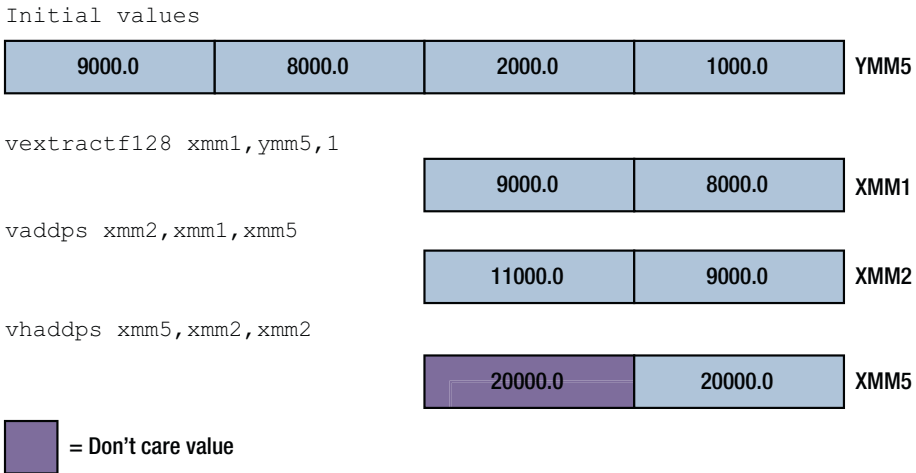 Initial values
9000.0 8000.0 2000.0 1000.0 YMM5
vextractf128 xmm1,ymm5,1
9000.0 8000.0 XMM1
vaddps xmm2,xmm1,xmm5
11000.0 9000.0 XMM2
vhaddps xmm5,xmm2,xmm2
20000.0 20000.0 XMM5
= Don't care value